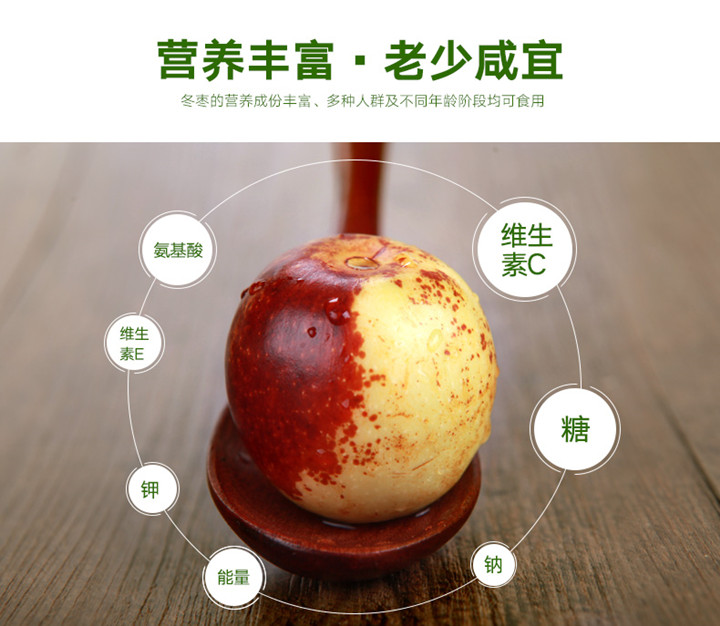 营养丰富·老少咸宜
冬枣的营养成份丰富、多种人群及不同年龄阶段均可食用
氨基酸
维生
素C
维生
素E
糖
钾
能量
钠